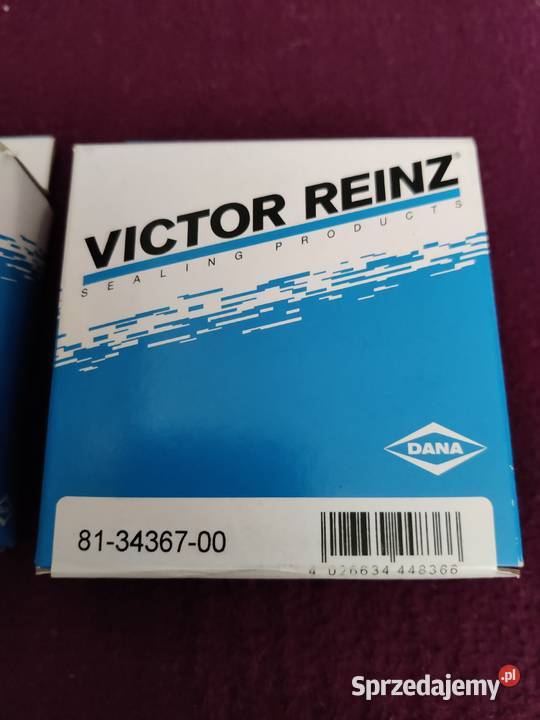 VICTOR REINZ®
SEALING PRODUCTS
DANA
81-34367-00
4 026634 448366
Sprzedajemy.pl